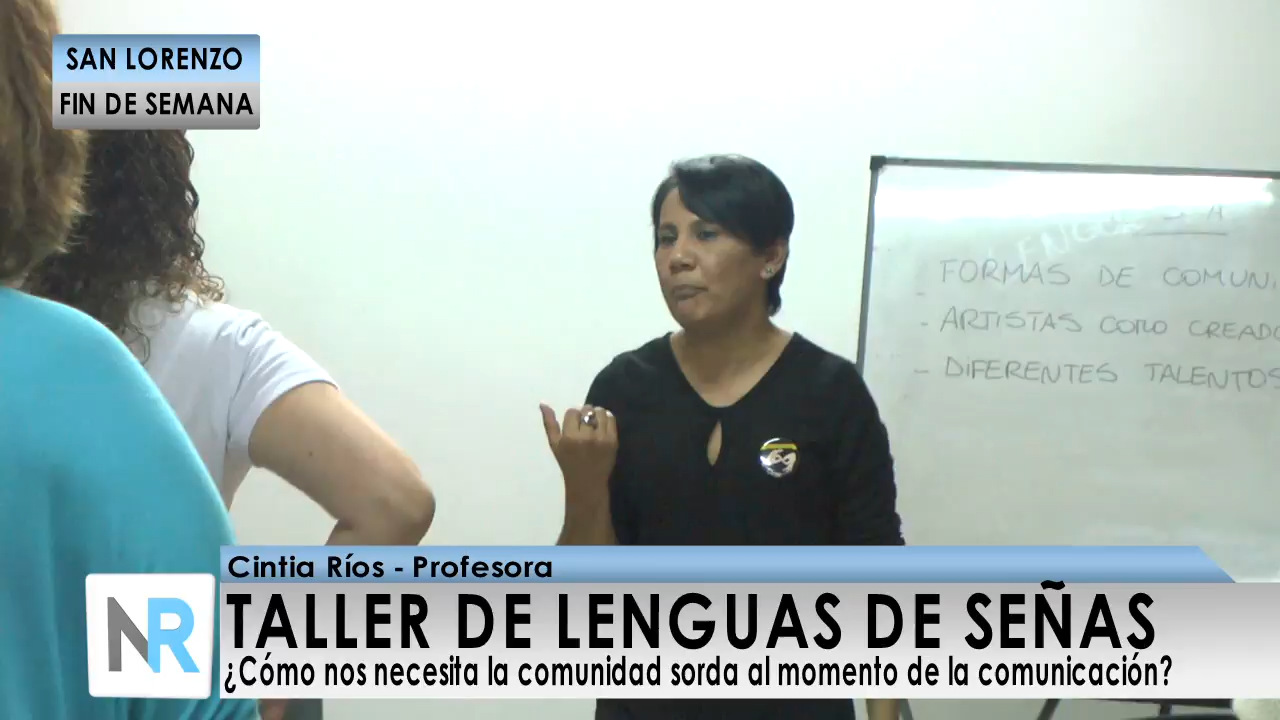 SAN LORENZO
FIN DE SEMANA
FORMAS DE COMUNI
- ARTISTAS COMO CREADO
- DIFERENTES TALENTOS
Cintia Ríos - Profesora
NR
TALLER DE LENGUAS DE SEÑAS
¿Cómo nos necesita la comunidad sorda al momento de la comunicación?